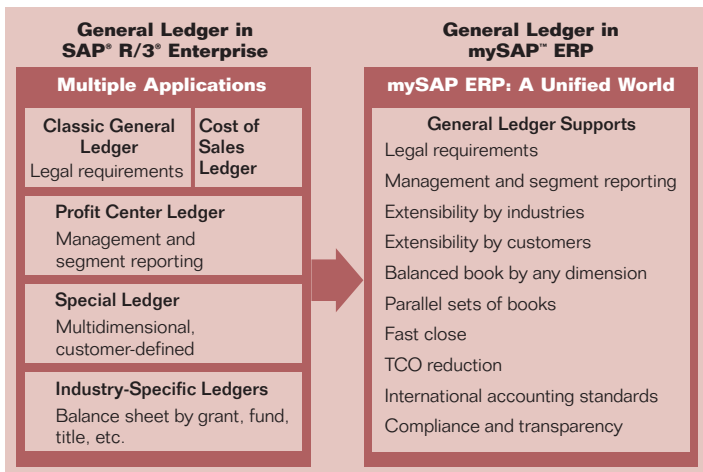 General Ledger in
SAP® R/3® Enterprise
Multiple Applications
Classic General
Ledger
Legal requirements
Cost of
Sales
Ledger
Profit Center Ledger
Management and
segment reporting
Special Ledger
Multidimensional,
customer-defined
Industry-Specific Ledgers
Balance sheet by grant, fund,
title, etc.
General Ledger in
mySAP™ ERP
mySAP ERP: A Unified World
General Ledger Supports
Legal requirements
Management and segment reporting
Extensibility by industries
Extensibility by customers
Balanced book by any dimension
Parallel sets of books
Fast close
TCO reduction
International accounting standards
Compliance and transparency